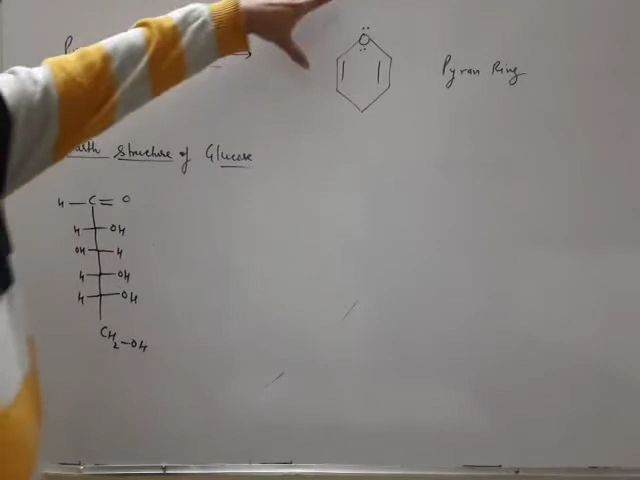 O
Pyran Ring
Structure of Glucose
H - C = O
H OH
OH H
H OH
H OH
CH2-OH